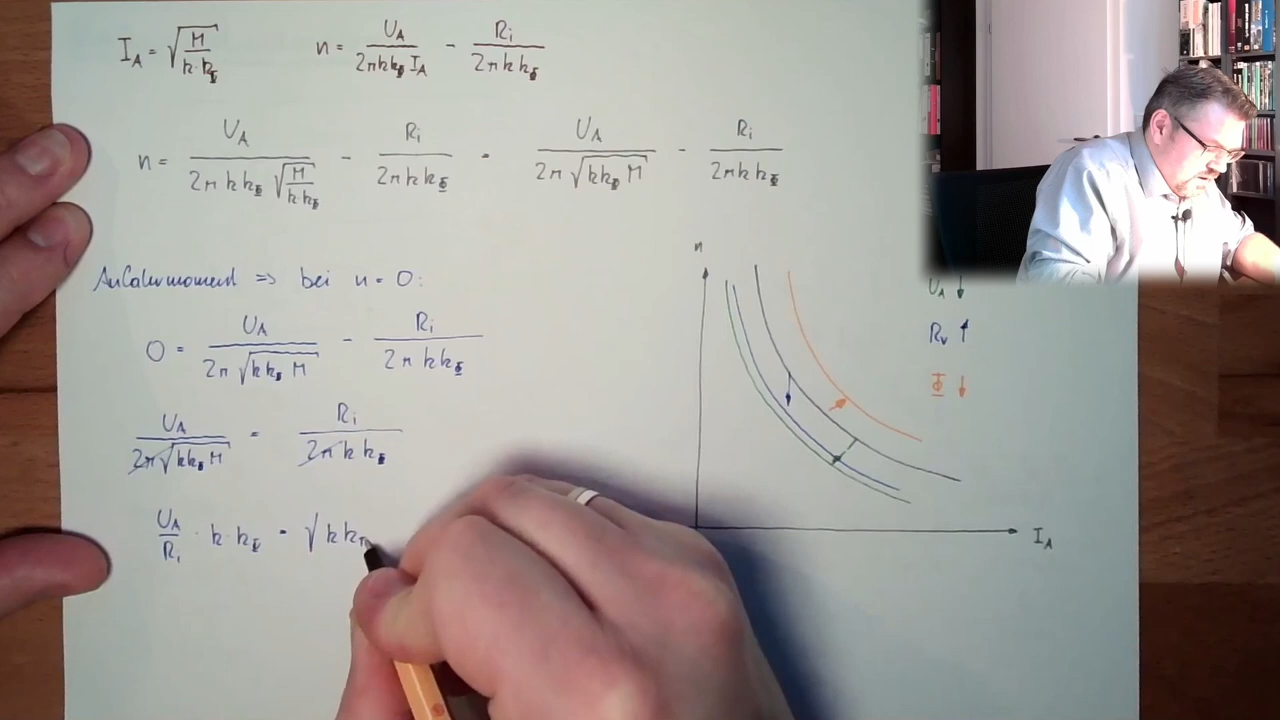 I_A = √(M / (k · k_Φ))    n = U_A / (2π k k_Φ I_A) - R_i / (2π k k_Φ)
n = U_A / (2π k k_Φ √(M / (k k_Φ))) - R_i / (2π k k_Φ) = U_A / (2π √(k k_Φ M)) - R_i / (2π k k_Φ)
Anlaufmoment ⇒ bei n = 0:
0 = U_A / (2π √(k k_Φ M)) - R_i / (2π k k_Φ)
U_A / (2π √(k k_Φ M)) = R_i / (2π k k_Φ)
U_A / R_i · k · k_Φ = √ k k
n
I_A
U_A ↓
R_v ↑
Φ ↓